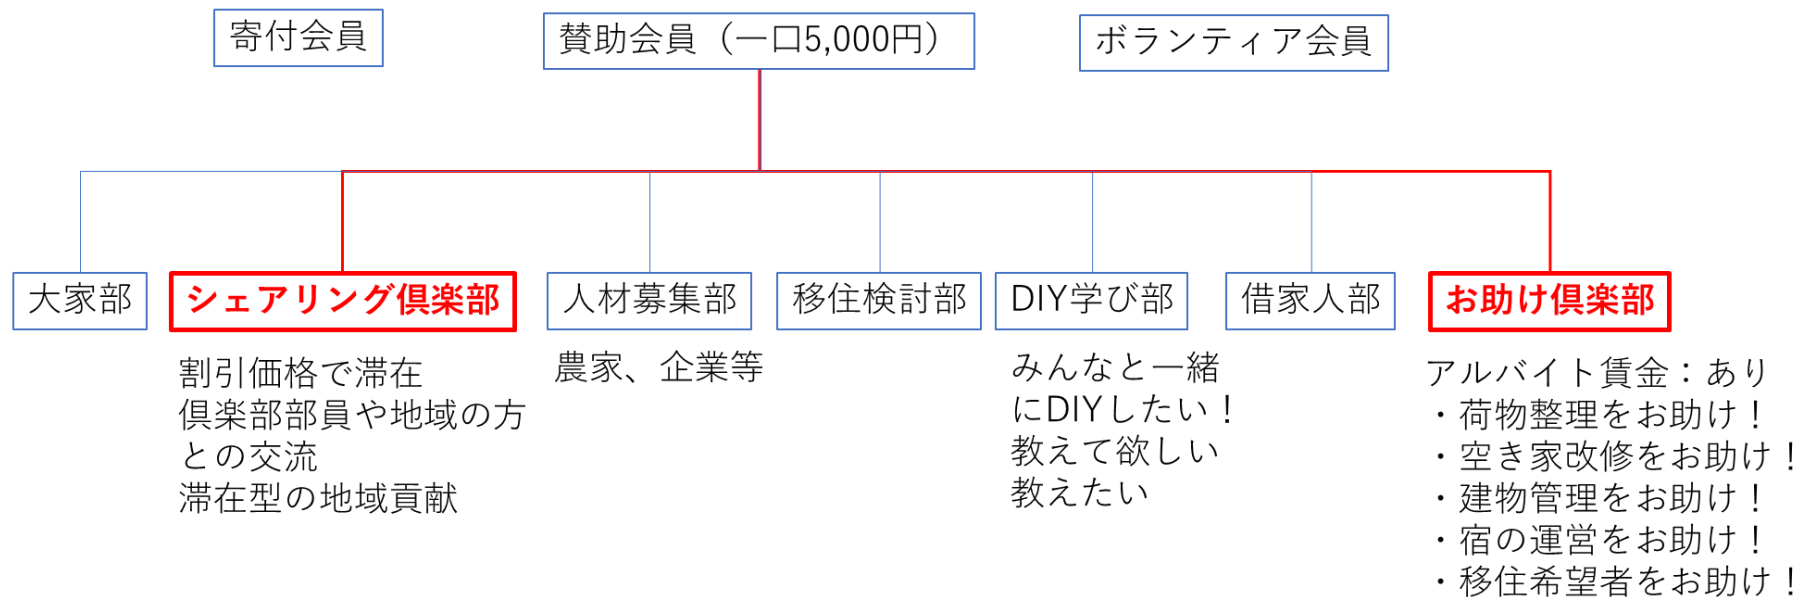 寄付会員
賛助会員（一口5,000円）
ボランティア会員
大家部
シェアリング倶楽部
人材募集部
移住検討部
DIY学び部
借家人部
お助け倶楽部
割引価格で滞在
倶楽部部員や地域の方
との交流
滞在型の地域貢献
農家、企業等
みんなと一緒
にDIYしたい！
教えて欲しい
教えたい
アルバイト賃金：あり
・荷物整理をお助け！
・空き家改修をお助け！
・建物管理をお助け！
・宿の運営をお助け！
・移住希望者をお助け！